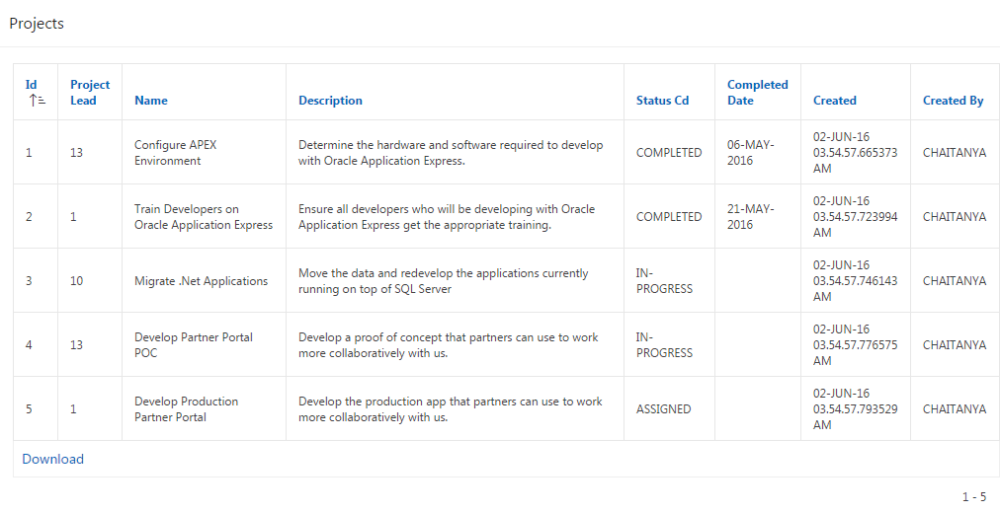 Projects
Id
Project
Lead
Name
Description
Status Cd
Completed
Date
Created
Created By
1
13
Configure APEX
Environment
Determine the hardware and software required to develop
with Oracle Application Express.
COMPLETED
06-MAY-
2016
02-JUN-16
03.54.57.665373
AM
CHAITANYA
2
1
Train Developers on
Oracle Application Express
Ensure all developers who will be developing with Oracle
Application Express get the appropriate training.
COMPLETED
21-MAY-
2016
02-JUN-16
03.54.57.723994
AM
CHAITANYA
3
10
Migrate .Net Applications
Move the data and redevelop the applications currently
running on top of SQL Server
IN-
PROGRESS
02-JUN-16
03.54.57.746143
AM
CHAITANYA
4
13
Develop Partner Portal
POC
Develop a proof of concept that partners can use to work
more collaboratively with us.
IN-
PROGRESS
02-JUN-16
03.54.57.776575
AM
CHAITANYA
5
1
Develop Production
Partner Portal
Develop the production app that partners can use to work
more collaboratively with us.
ASSIGNED
02-JUN-16
03.54.57.793529
AM
CHAITANYA
Download
1 - 5